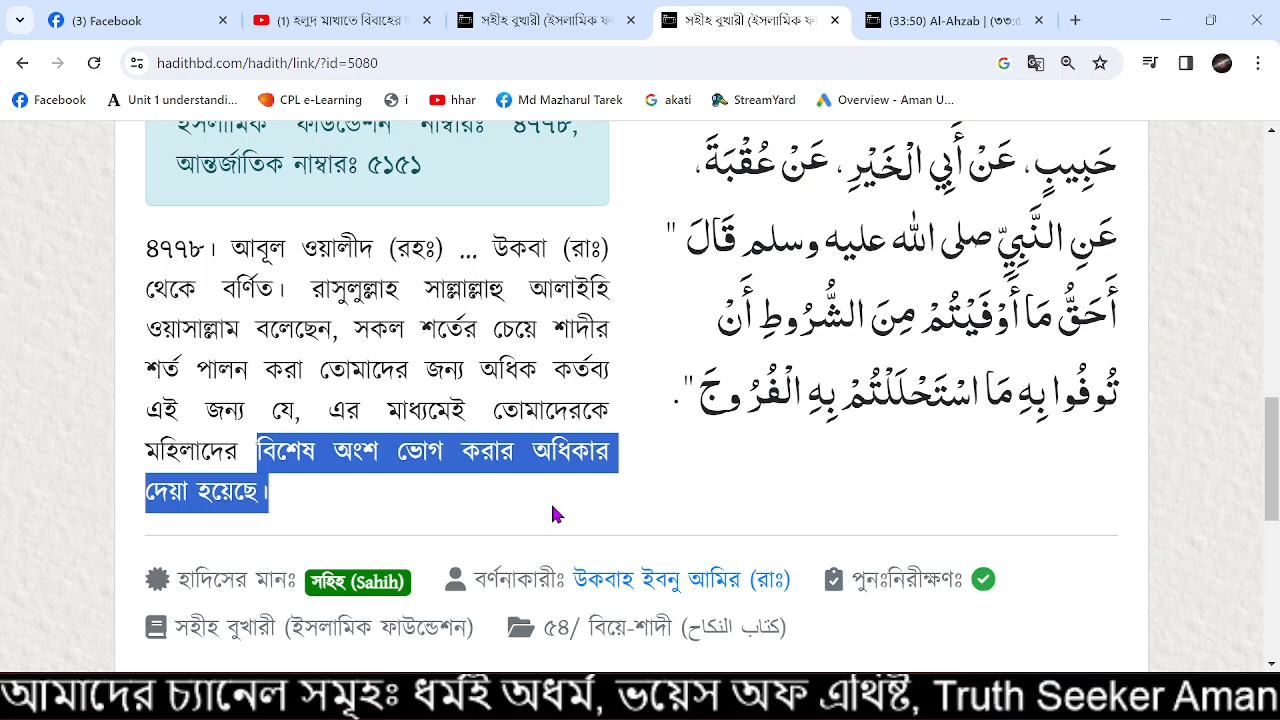 (3) Facebook
(1) হলুদ মাখাতে বিবাহের
সহীহ বুখারী (ইসলামিক ফা
সহীহ বুখারী (ইসলামিক ফা
(33:50) Al-Ahzab | (৩৩:৫
hadithbd.com/hadith/link/?id=5080
Facebook
Unit 1 understandi...
CPL e-Learning
i
hhar
Md Mazharul Tarek
akati
StreamYard
Overview - Aman U...
ইসলামিক ফাউন্ডেশন নাম্বারঃ ৪৭৭৮,
আন্তর্জাতিক নাম্বারঃ ৫১৫১
৪৭৭৮। আবূল ওয়ালীদ (রহঃ) ... উকবা (রাঃ)
থেকে বর্ণিত। রাসুলুল্লাহ সাল্লাল্লাহু আলাইহি
ওয়াসাল্লাম বলেছেন, সকল শর্তের চেয়ে শাদীর
শর্ত পালন করা তোমাদের জন্য অধিক কর্তব্য
এই জন্য যে, এর মাধ্যমেই তোমাদেরকে
মহিলাদের বিশেষ অংশ ভোগ করার অধিকার
দেয়া হয়েছে।
حَبِيبٍ، عَنْ أَبِي الْخَيْرِ، عَنْ عُقْبَةَ،
عَنِ النَّبِيِّ صلى الله عليه وسلم قَالَ "
أَحَقُّ مَا أَوْفَيْتُمْ مِنَ الشُّرُوطِ أَنْ
تُوفُوا بِهِ مَا اسْتَحْلَلْتُمْ بِهِ الْفُرُوجَ ".
হাদিসের মানঃ সহিহ (Sahih)
বর্ণনাকারীঃ উকবাহ ইবনু আমির (রাঃ)
পুনঃনিরীক্ষণঃ
সহীহ বুখারী (ইসলামিক ফাউন্ডেশন)
৫৪/ বিয়ে-শাদী (كتاب النكاح)
আমাদের চ্যানেল সমূহঃ ধর্মই অধর্ম, ভয়েস অফ এথিষ্ট, Truth Seeker Aman